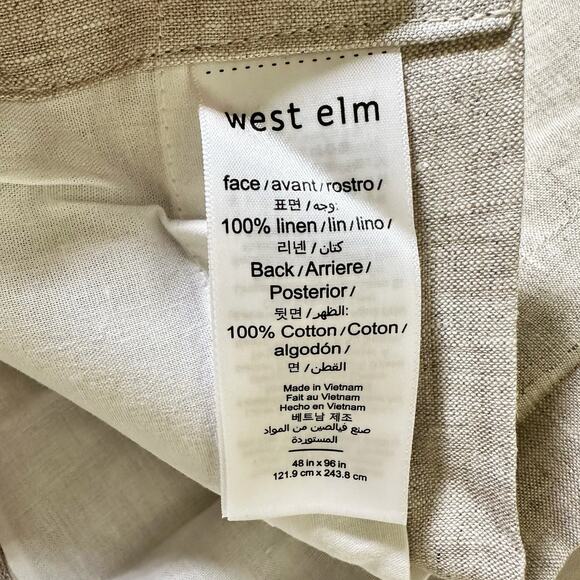 west elm
face / avant / rostro /
표면 / وجه:
100% linen / lin / lino /
리넨 / كتان
Back / Arriere /
Posterior /
뒷면 / الظهر:
100% Cotton / Coton /
algodón /
면 / القطن
Made in Vietnam
Fait au Vietnam
Hecho en Vietnam
베트남 제조
صنع فيالصين من المواد
المستوردة
48 in x 96 in
121.9 cm x 243.8 cm